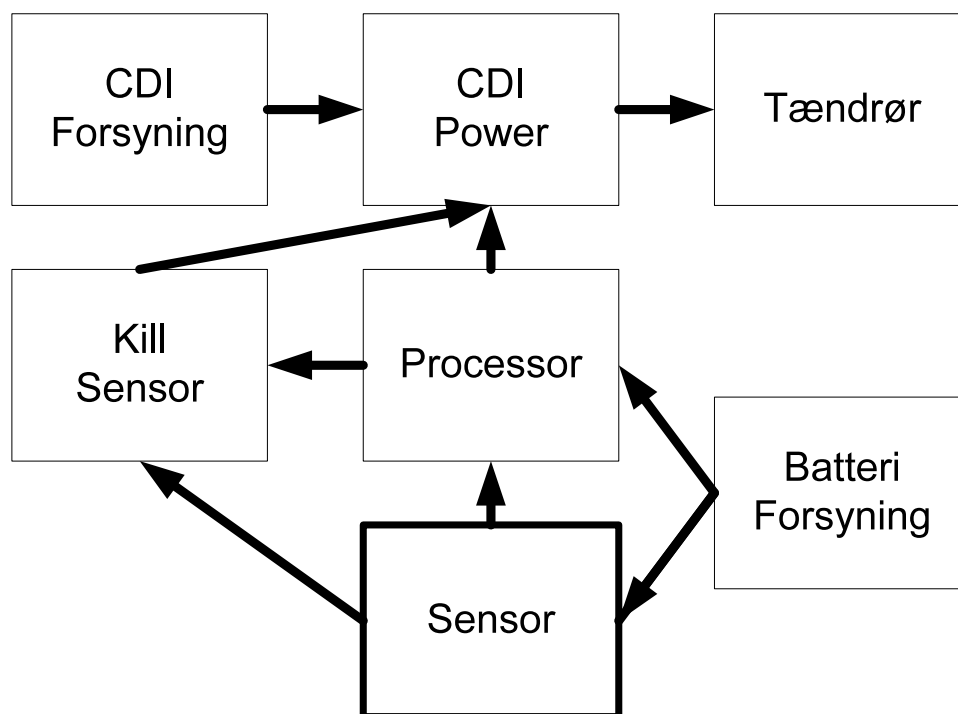 CDI
Forsyning
CDI
Power
Tændrør
Kill
Sensor
Processor
Batteri
Forsyning
Sensor